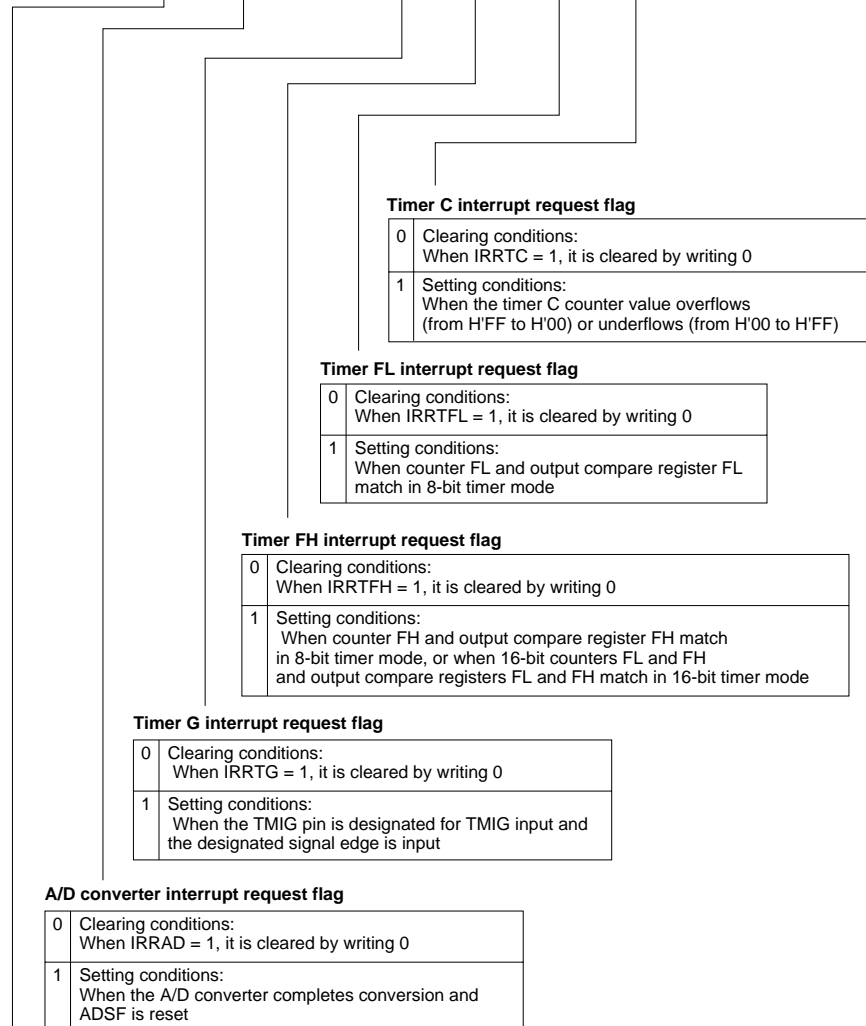 Timer C interrupt request flag
0 Clearing conditions:
When IRRTC = 1, it is cleared by writing 0
1 Setting conditions:
When the timer C counter value overflows
(from H'FF to H'00) or underflows (from H'00 to H'FF)
Timer FL interrupt request flag
0 Clearing conditions:
When IRRTFL = 1, it is cleared by writing 0
1 Setting conditions:
When counter FL and output compare register FL
match in 8-bit timer mode
Timer FH interrupt request flag
0 Clearing conditions:
When IRRTFH = 1, it is cleared by writing 0
1 Setting conditions:
When counter FH and output compare register FH match
in 8-bit timer mode, or when 16-bit counters FL and FH
and output compare registers FL and FH match in 16-bit timer mode
Timer G interrupt request flag
0 Clearing conditions:
When IRRTG = 1, it is cleared by writing 0
1 Setting conditions:
When the TMIG pin is designated for TMIG input and
the designated signal edge is input
A/D converter interrupt request flag
0 Clearing conditions:
When IRRAD = 1, it is cleared by writing 0
1 Setting conditions:
When the A/D converter completes conversion and
ADSF is reset